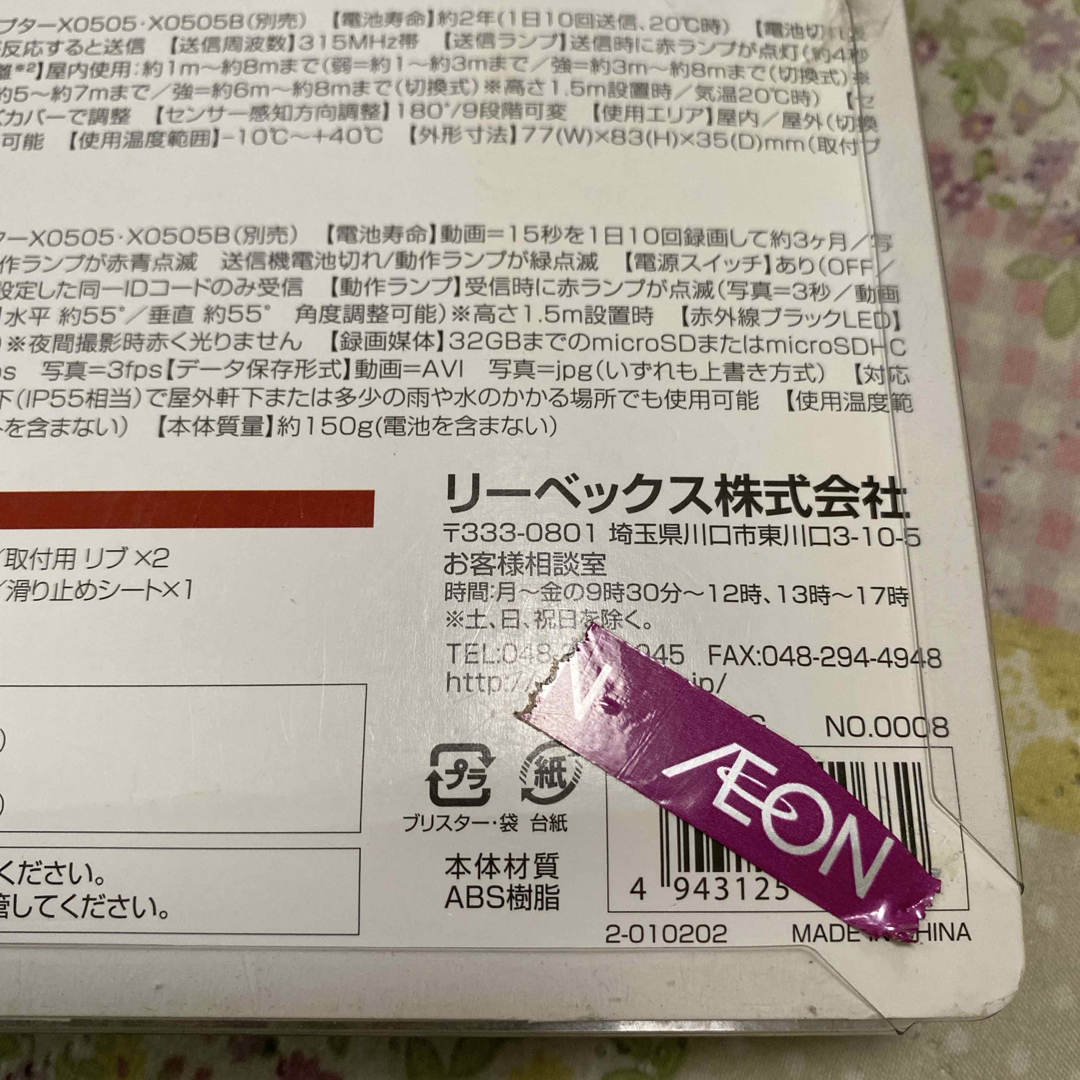 プターX0505・X0505B(別売) 【電池寿命】約2年(1日10回送信、20℃時) 【電池切れ表
反応すると送信 【送信周波数】315MHz帯 【送信ランプ】送信時に赤ランプが点灯(約4秒
離※2】屋内使用:約1m〜約8mまで(弱=約1〜約3mまで/強=約3m〜約8mまで(切換式)※
約5〜約7mまで/強=約6m〜約8mまで(切換式)※高さ1.5m設置時/気温20℃時) 【セ
ズカバーで調整 【センサー感知方向調整】180°/9段階可変 【使用エリア】屋内/屋外(切換
可能 【使用温度範囲】-10℃〜+40℃ 【外形寸法】77(W)×83(H)×35(D)mm(取付ブ
ターX0505・X0505B(別売) 【電池寿命】動画=15秒を1日10回録画して約3ヶ月/写
作ランプが赤青点滅 送信機電池切れ/動作ランプが緑点滅 【電源スイッチ】あり(OFF/
設定した同一IDコードのみ受信 【動作ランプ】受信時に赤ランプが点滅(写真=3秒/動画
水平 約55°/垂直 約55° 角度調整可能)※高さ1.5m設置時 【赤外線ブラックLED】
)※夜間撮影時赤く光りません 【録画媒体】32GBまでのmicroSDまたはmicroSDHC
ps 写真=3fps【データ保存形式】動画=AVI 写真=jpg(いずれも上書き方式) 【対応
下(IP55相当)で屋外軒下または多少の雨や水のかかる場所でも使用可能 【使用温度範
を含まない) 【本体質量】約150g(電池を含まない)
リーベックス株式会社
〒333-0801 埼玉県川口市東川口3-10-5
お客様相談室
時間:月〜金の9時30分〜12時、13時〜17時
※土、日、祝日を除く。
TEL:048-2 045 FAX:048-294-4948
http:// .jp/
/取付用 リブ ×2
/滑り止めシート×1
NO.0008
プラ
紙
ブリスター・袋 台紙
本体材質
ABS樹脂
ÆON
4 943125
2-010202 MADE IN CHINA
ください。
管してください。